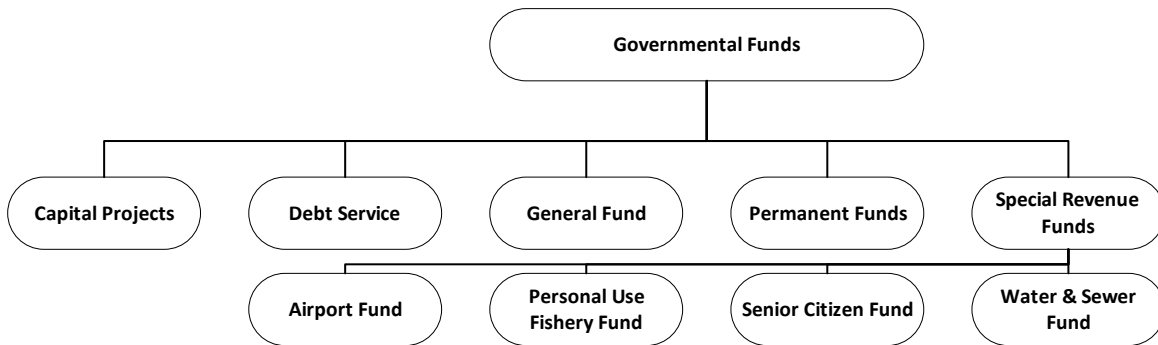 Governmental Funds
Capital Projects
Debt Service
General Fund
Permanent Funds
Special Revenue
Funds
Airport Fund
Personal Use
Fishery Fund
Senior Citizen Fund
Water & Sewer
Fund